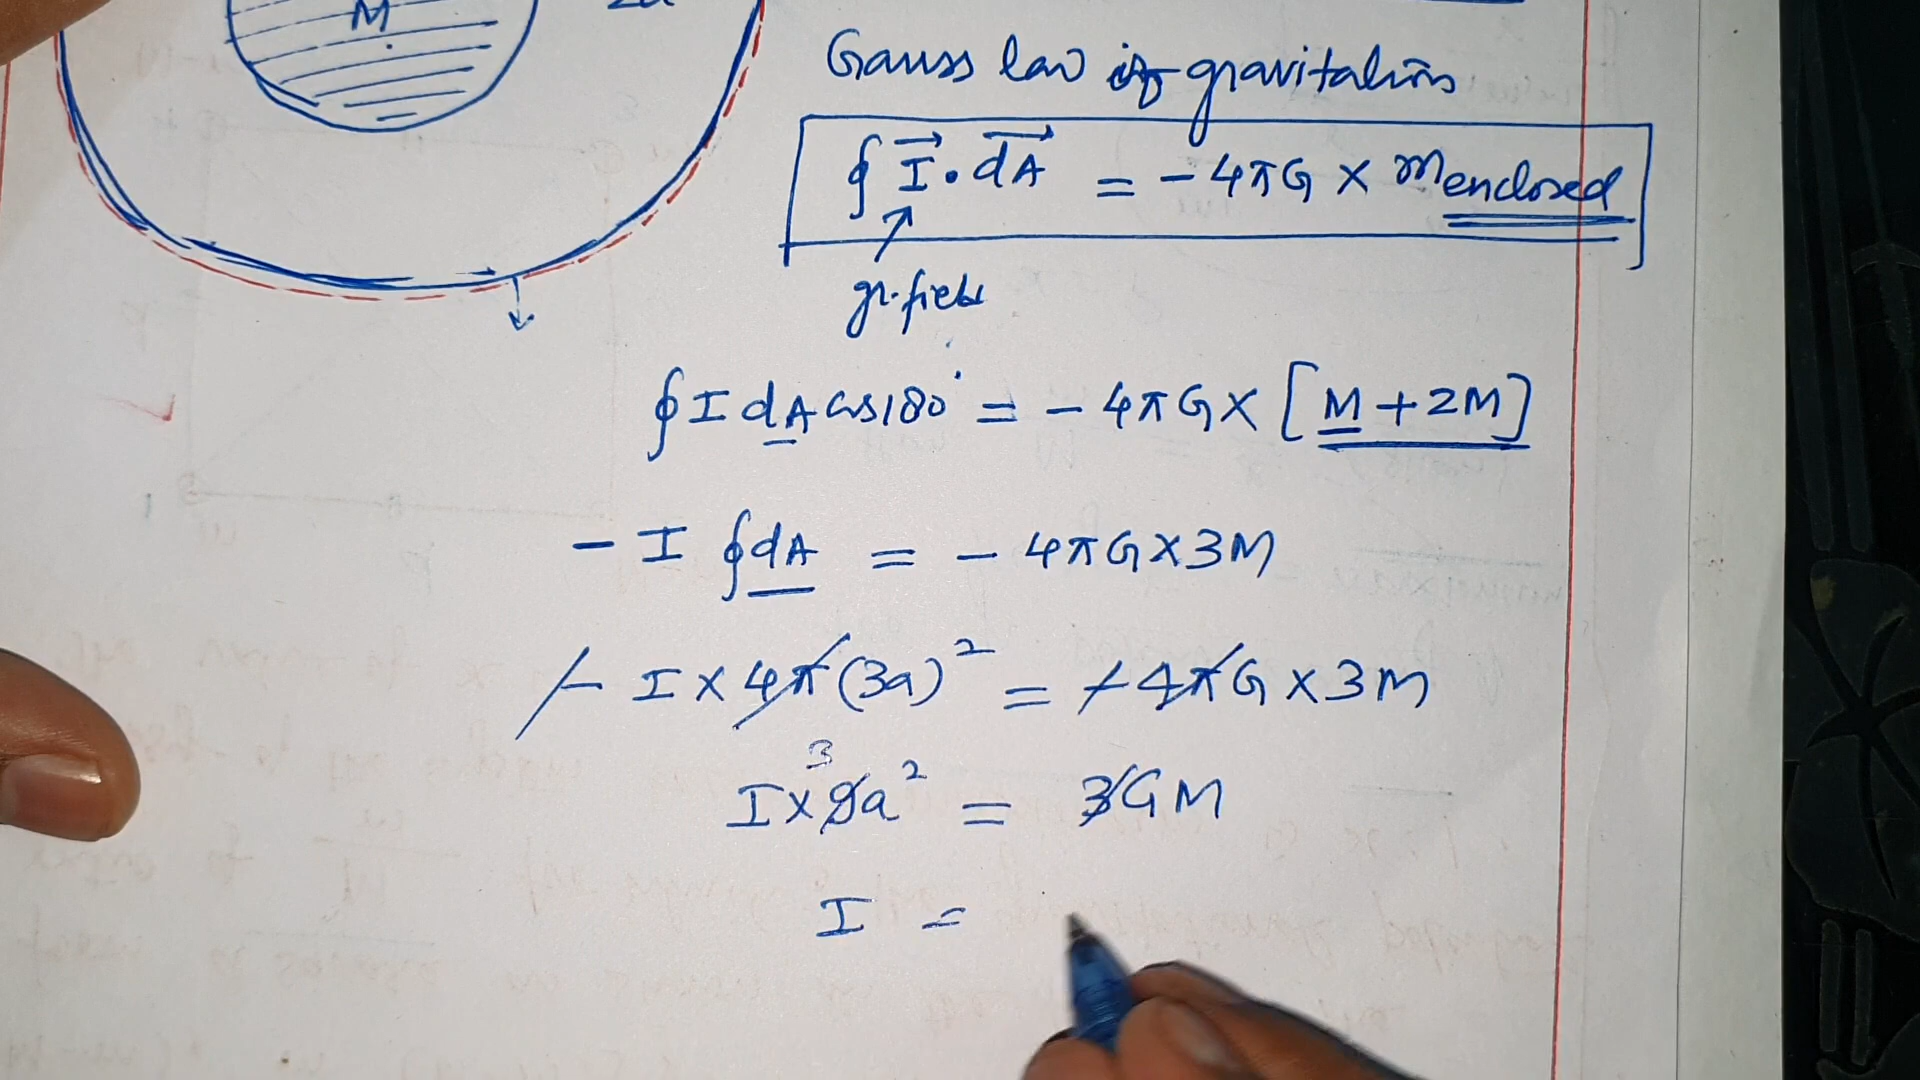 M
2a
Gauss law of gravitation
∮ I⃗ . dA⃗ = - 4πG × Menclosed
gr. field
∮ I dA cos180° = - 4πG × [M + 2M]
- I ∮dA = - 4πG × 3M
- I × 4π (3a)² = - 4πG × 3M
3
I × 9a² = 3GM
I =